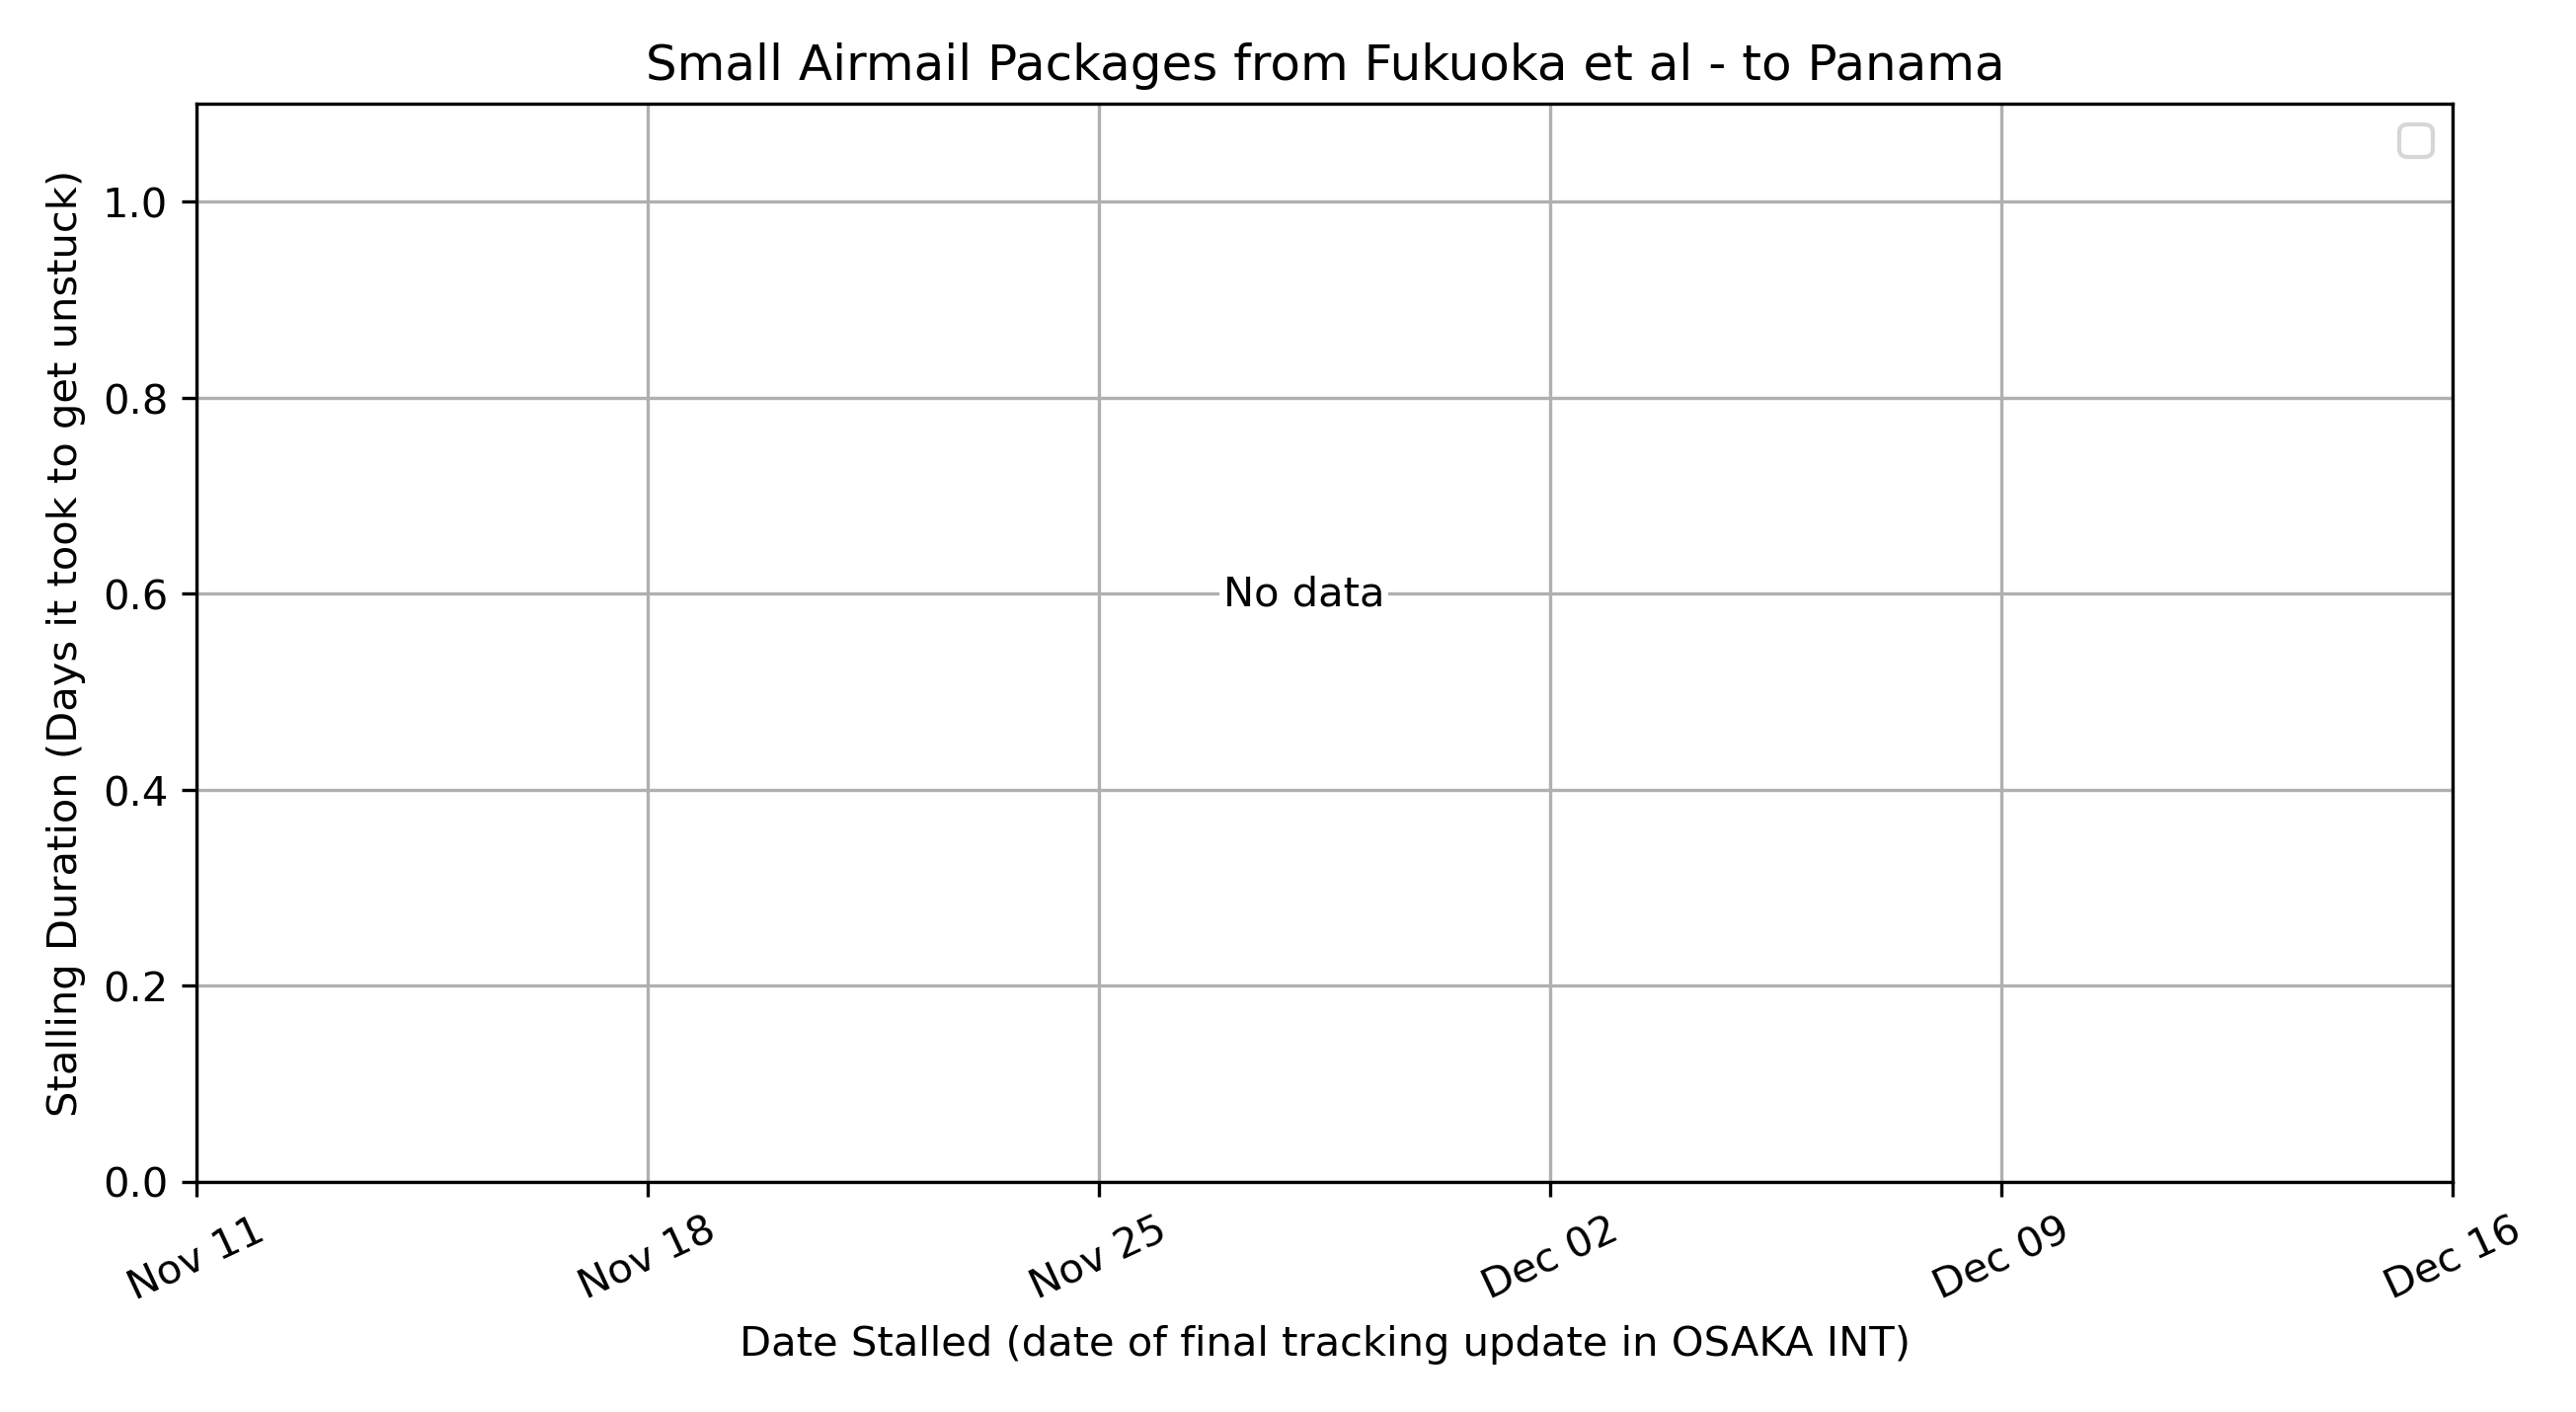 Small Airmail Packages from Fukuoka et al - to Panama
Stalling Duration (Days it took to get unstuck)
1.0
0.8
0.6
0.4
0.2
0.0
No data
Nov 11
Nov 18
Nov 25
Dec 02
Dec 09
Dec 16
Date Stalled (date of final tracking update in OSAKA INT)